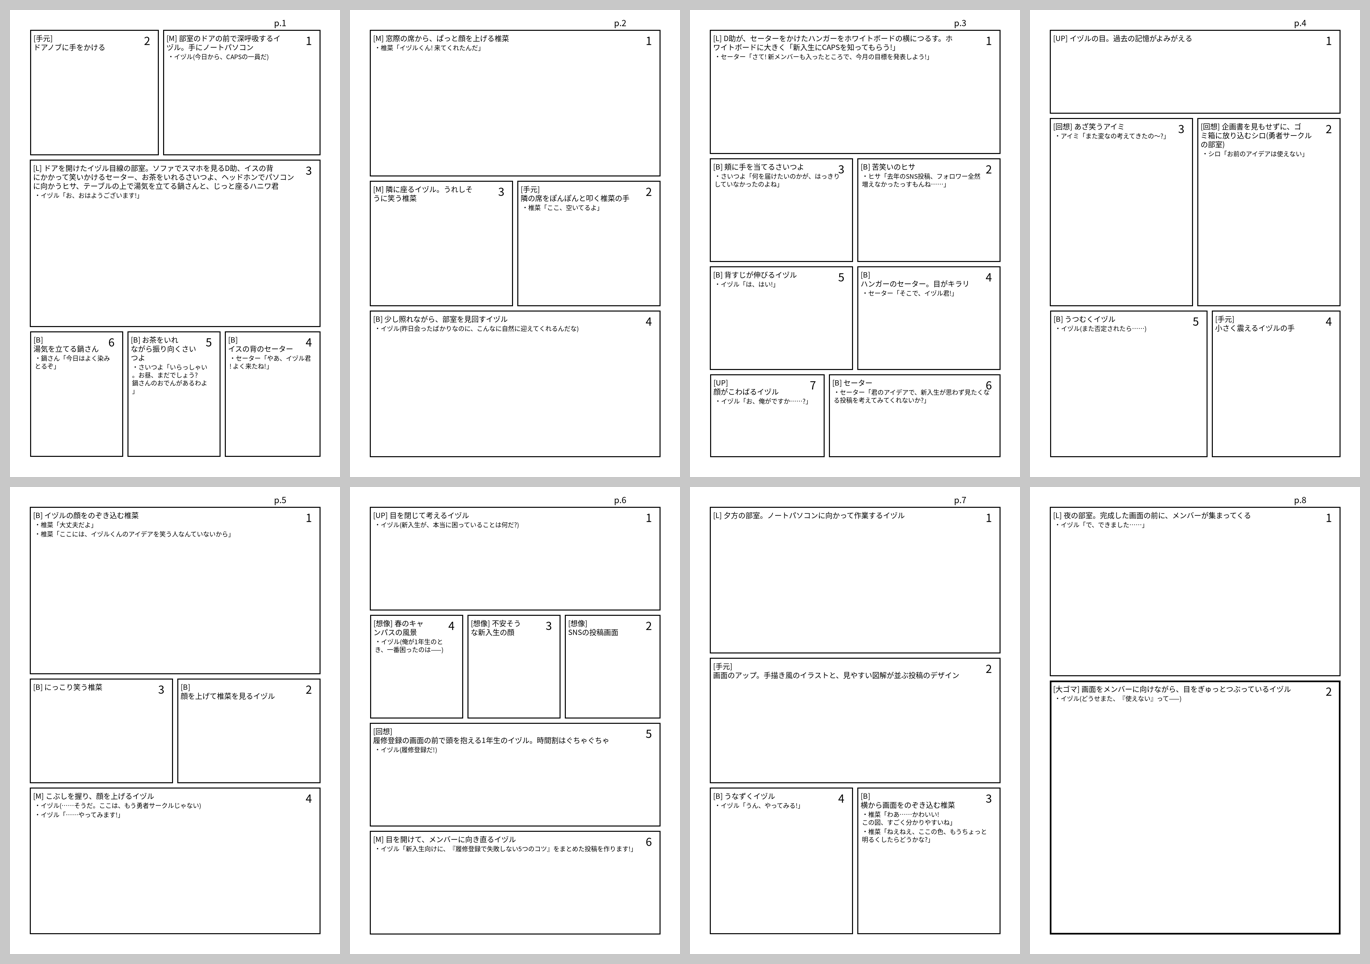 p.1
[M] 部室のドアの前で深呼吸するイ
ヅル。手にノートパソコン
・イヅル(今日から、CAPSの一員だ)
1
[手元]
ドアノブに手をかける
2
[L] ドアを開けたイヅル目線の部室。ソファでスマホを見るD助、イスの背
にかかって笑いかけるセーター、お茶をいれるさいつよ、ヘッドホンでパソコン
に向かうヒサ、テーブルの上で湯気を立てる鍋さんと、じっと座るハニワ君
・イヅル「お、おはようございます!」
3
[B]
イスの背のセーター
・セーター「やあ、イヅル君
!よく来たね!」
4
[B] お茶をいれ
ながら振り向くさい
つよ
・さいつよ「いらっしゃい
。お昼、まだでしょう?
鍋さんのおでんがあるわよ
」
5
[B]
湯気を立てる鍋さん
・鍋さん「今日はよく染み
とるぞ」
6
p.2
[M] 窓際の席から、ぱっと顔を上げる椎菜
・椎菜「イヅルくん!来てくれたんだ」
1
[手元]
隣の席をぽんぽんと叩く椎菜の手
・椎菜「ここ、空いてるよ」
2
[M] 隣に座るイヅル。うれしそ
うに笑う椎菜
3
[B] 少し照れながら、部室を見回すイヅル
・イヅル(昨日会ったばかりなのに、こんなに自然に迎えてくれるんだな)
4
p.3
[L] D助が、セーターをかけたハンガーをホワイトボードの横につるす。ホ
ワイトボードに大きく「新入生にCAPSを知ってもらう!」
・セーター「さて!新メンバーも入ったところで、今月の目標を発表しよう!」
1
[B] 苦笑いのヒサ
・ヒサ「去年のSNS投稿、フォロワー全然
増えなかったっすもんね……」
2
[B] 頬に手を当てるさいつよ
・さいつよ「何を届けたいのかが、はっきり
していなかったのよね」
3
[B]
ハンガーのセーター。目がキラリ
・セーター「そこで、イヅル君!」
4
[B] 背すじが伸びるイヅル
・イヅル「は、はい!」
5
[B] セーター
・セーター「君のアイデアで、新入生が思わず見たくな
る投稿を考えてみてくれないか?」
6
[UP]
顔がこわばるイヅル
・イヅル「お、俺がですか……?」
7
p.4
[UP] イヅルの目。過去の記憶がよみがえる
1
[回想] 企画書を見もせずに、ゴ
ミ箱に放り込むシロ(勇者サークル
の部室)
・シロ「お前のアイデアは使えない」
2
[回想] あざ笑うアイミ
・アイミ「また変なの考えてきたの〜?」
3
[手元]
小さく震えるイヅルの手
4
[B] うつむくイヅル
・イヅル(また否定されたら……)
5
p.5
[B] イヅルの顔をのぞき込む椎菜
・椎菜「大丈夫だよ」
・椎菜「ここには、イヅルくんのアイデアを笑う人なんていないから」
1
[B]
顔を上げて椎菜を見るイヅル
2
[B] にっこり笑う椎菜
3
[M] こぶしを握り、顔を上げるイヅル
・イヅル(……そうだ。ここは、もう勇者サークルじゃない)
・イヅル「……やってみます!」
4
p.6
[UP] 目を閉じて考えるイヅル
・イヅル(新入生が、本当に困っていることは何だ?)
1
[想像]
SNSの投稿画面
2
[想像] 不安そう
な新入生の顔
3
[想像] 春のキャ
ンパスの風景
・イヅル(俺が1年生のと
き、一番困ったのは——)
4
[回想]
履修登録の画面の前で頭を抱える1年生のイヅル。時間割はぐちゃぐちゃ
・イヅル(履修登録だ!)
5
[M] 目を開けて、メンバーに向き直るイヅル
・イヅル「新入生向けに、『履修登録で失敗しない5つのコツ』をまとめた投稿を作ります!」
6
p.7
[L] 夕方の部室。ノートパソコンに向かって作業するイヅル
1
[手元]
画面のアップ。手描き風のイラストと、見やすい図解が並ぶ投稿のデザイン
2
[B]
横から画面をのぞき込む椎菜
・椎菜「わあ……かわいい!
この図、すごく分かりやすいね」
・椎菜「ねえねえ、ここの色、もうちょっと
明るくしたらどうかな?」
3
[B] うなずくイヅル
・イヅル「うん、やってみる!」
4
p.8
[L] 夜の部室。完成した画面の前に、メンバーが集まってくる
・イヅル「で、できました……」
1
[大ゴマ] 画面をメンバーに向けながら、目をぎゅっとつぶっているイヅル
・イヅル(どうせまた、『使えない』って——)
2